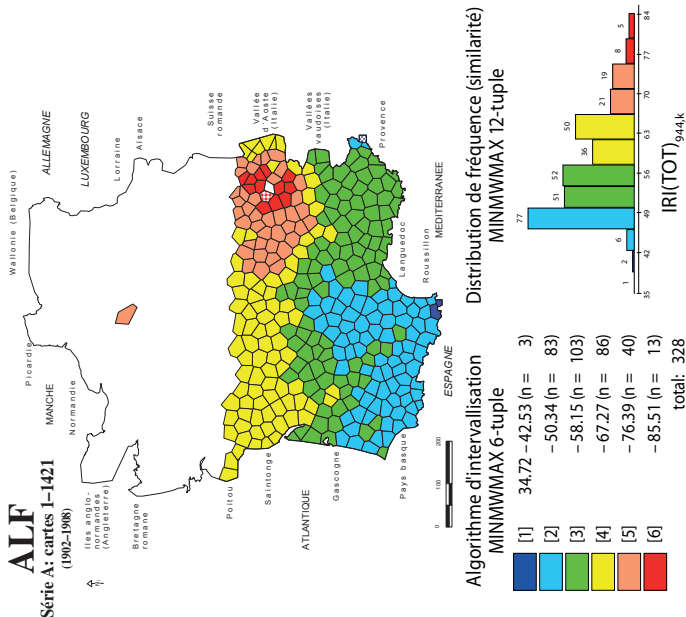 ALF
Série A: cartes 1–1421
(1902–1908)
Wallonie (Belgique)
ALLEMAGNE
LUXEMBOURG
Picardie
Lorraine
Alsace
MANCHE
Normandie
Iles anglo-
normandes
(Angleterre)
Bretagne
romane
Suisse
romande
Vallée
d'Aoste
(Italie)
Vallées
vaudoises
(Italie)
Poitou
Saintonge
ATLANTIQUE
Gascogne
Pays basque
Provence
Languedoc
MEDITERRANEE
Roussillon
ESPAGNE
0 100 200
Algorithme d'intervallisation
MINMWMAX 6-tuple
[1] 34.72 – 42.53 (n = 3)
[2] – 50.34 (n = 83)
[3] – 58.15 (n = 103)
[4] – 67.27 (n = 86)
[5] – 76.39 (n = 40)
[6] – 85.51 (n = 13)
total: 328
Distribution de fréquence (similarité)
MINMWMAX 12-tuple
1 2 6 77 51 52 36 50 21 19 8 5
35 42 49 56 63 70 77 84
IRI(TOT)944,k